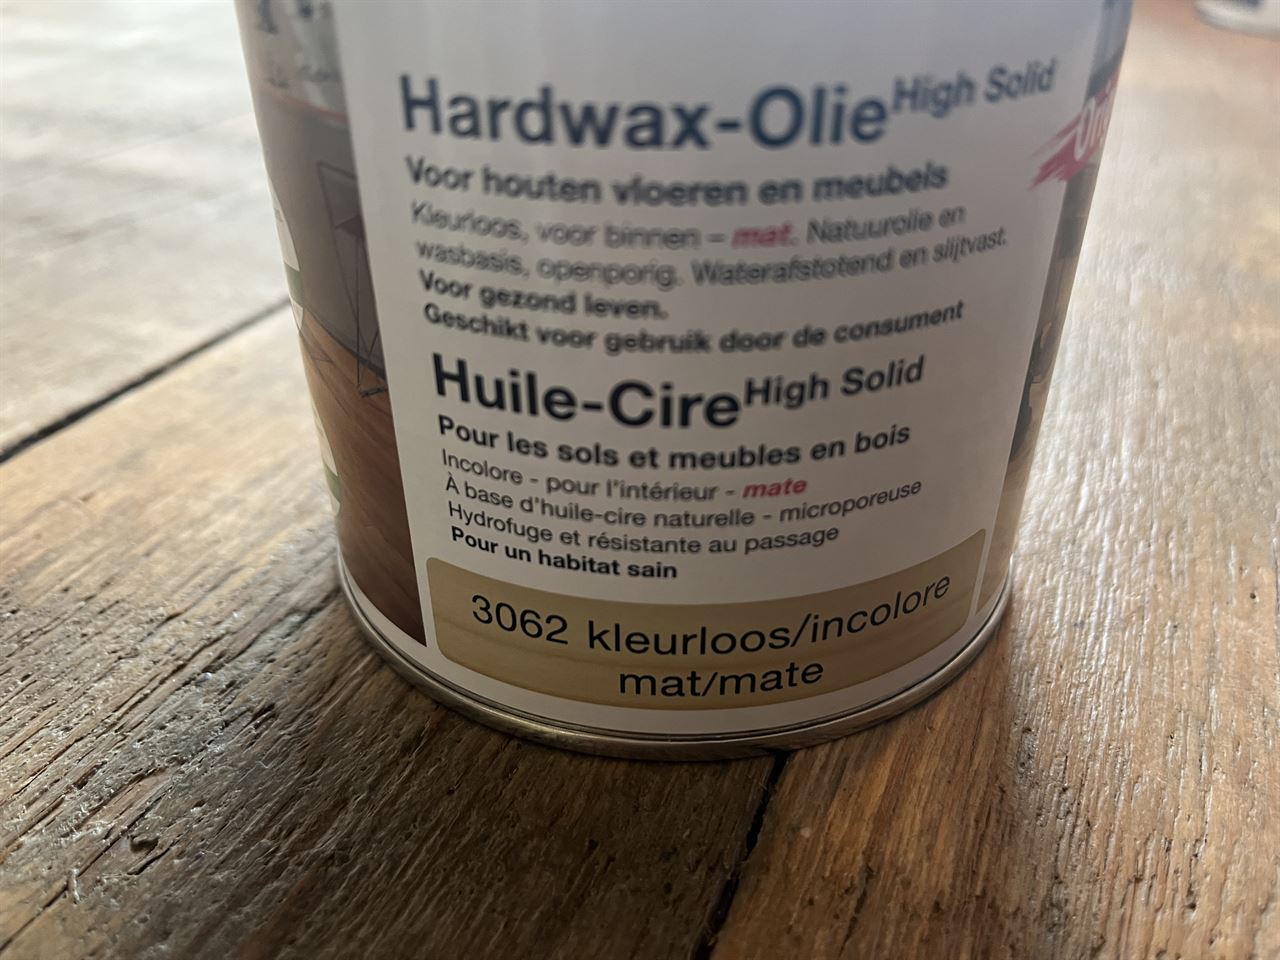 Hardwax-Olie High Solid
Voor houten vloeren en meubels
Kleurloos, voor binnen – mat. Natuurolie en
wasbasis, openporig. Waterafstotend en slijtvast.
Voor gezond leven.
Geschikt voor gebruik door de consument
Huile-Cire High Solid
Pour les sols et meubles en bois
Incolore - pour l'intérieur - mate
À base d'huile-cire naturelle - microporeuse
Hydrofuge et résistante au passage
Pour un habitat sain
3062 kleurloos/incolore
mat/mate